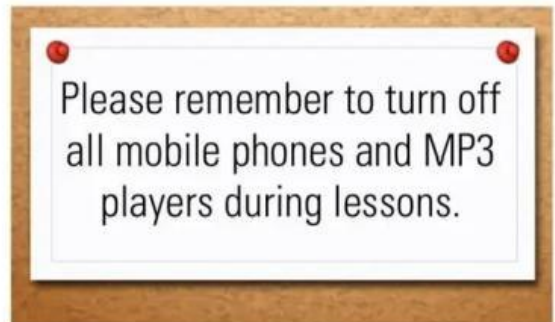 Please remember to turn off
all mobile phones and MP3
players during lessons.